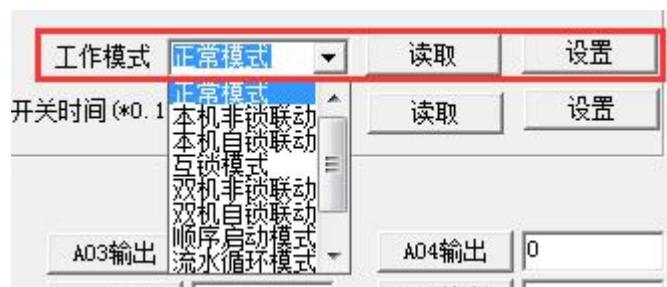 工作模式 正常模式 读取 设置
正常模式
开关时间(*0.1 本机非锁联动 读取 设置
本机自锁联动
互锁模式
双机非锁联动
双机自锁联动
顺序启动模式
A03输出 流水循环模式 A04输出 0